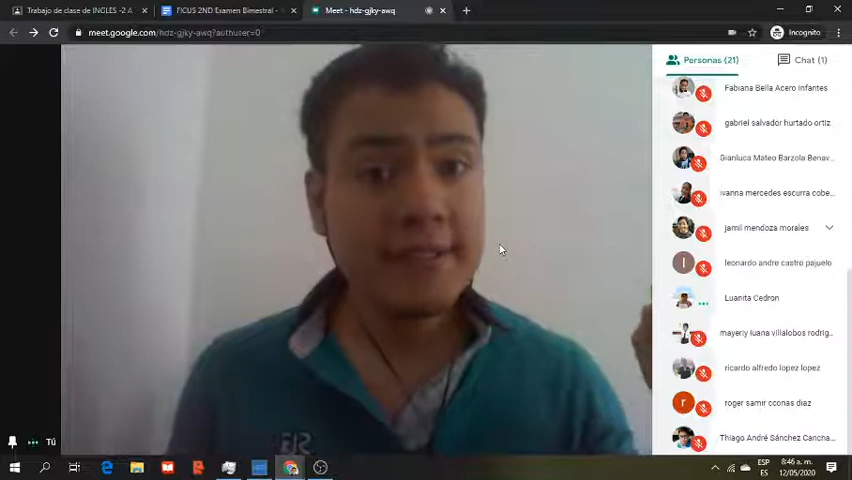 Trabajo de clase de INGLES -2 A
FICUS 2ND Examen Bimestral -
Meet - hdz-gjky-awq
meet.google.com/hdz-gjky-awq?authuser=0
Incognito
Personas (21)
Chat (1)
Fabiana Bella Acero Infantes
gabriel salvador hurtado ortiz
Gianluca Mateo Barzola Benav...
ivanna mercedes escurra cobe...
jamil mendoza morales
leonardo andre castro pajuelo
l
Luanita Cedron
mayerly luana villalobos rodrig...
ricardo alfredo lopez lopez
roger samir cconas diaz
r
Thiago André Sánchez Cancha...
Tú
ESP
ES
8:46 a. m.
12/05/2020